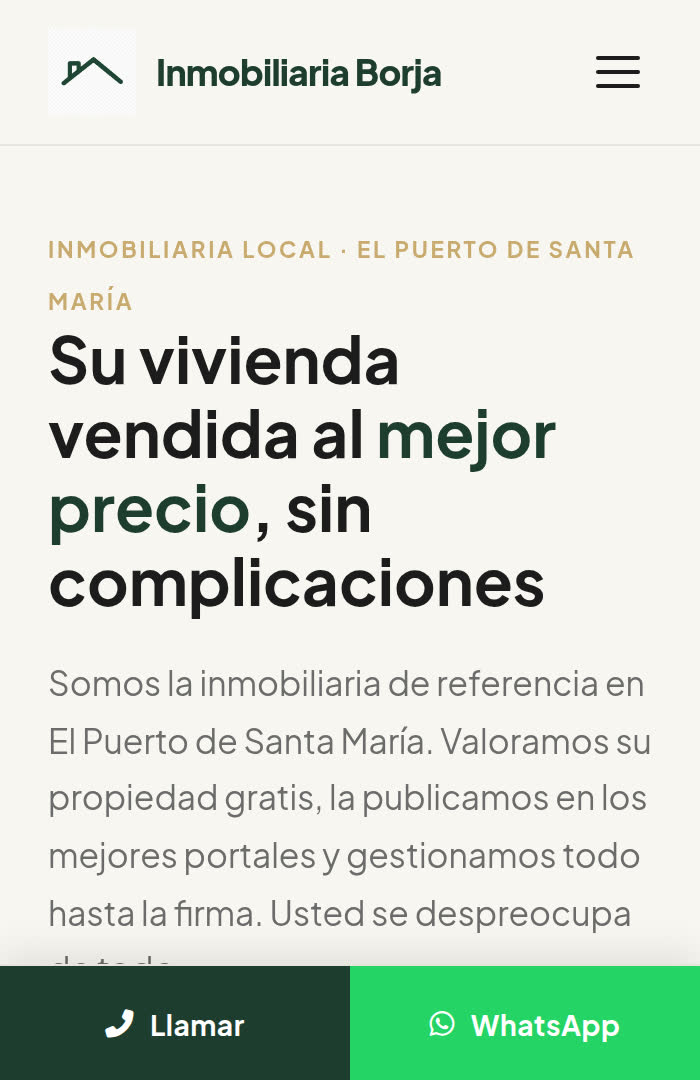 Inmobiliaria Borja
INMOBILIARIA LOCAL · EL PUERTO DE SANTA
MARÍA
Su vivienda
vendida al mejor
precio, sin
complicaciones
Somos la inmobiliaria de referencia en
El Puerto de Santa María. Valoramos su
propiedad gratis, la publicamos en los
mejores portales y gestionamos todo
hasta la firma. Usted se despreocupa
de todo.
Llamar
WhatsApp